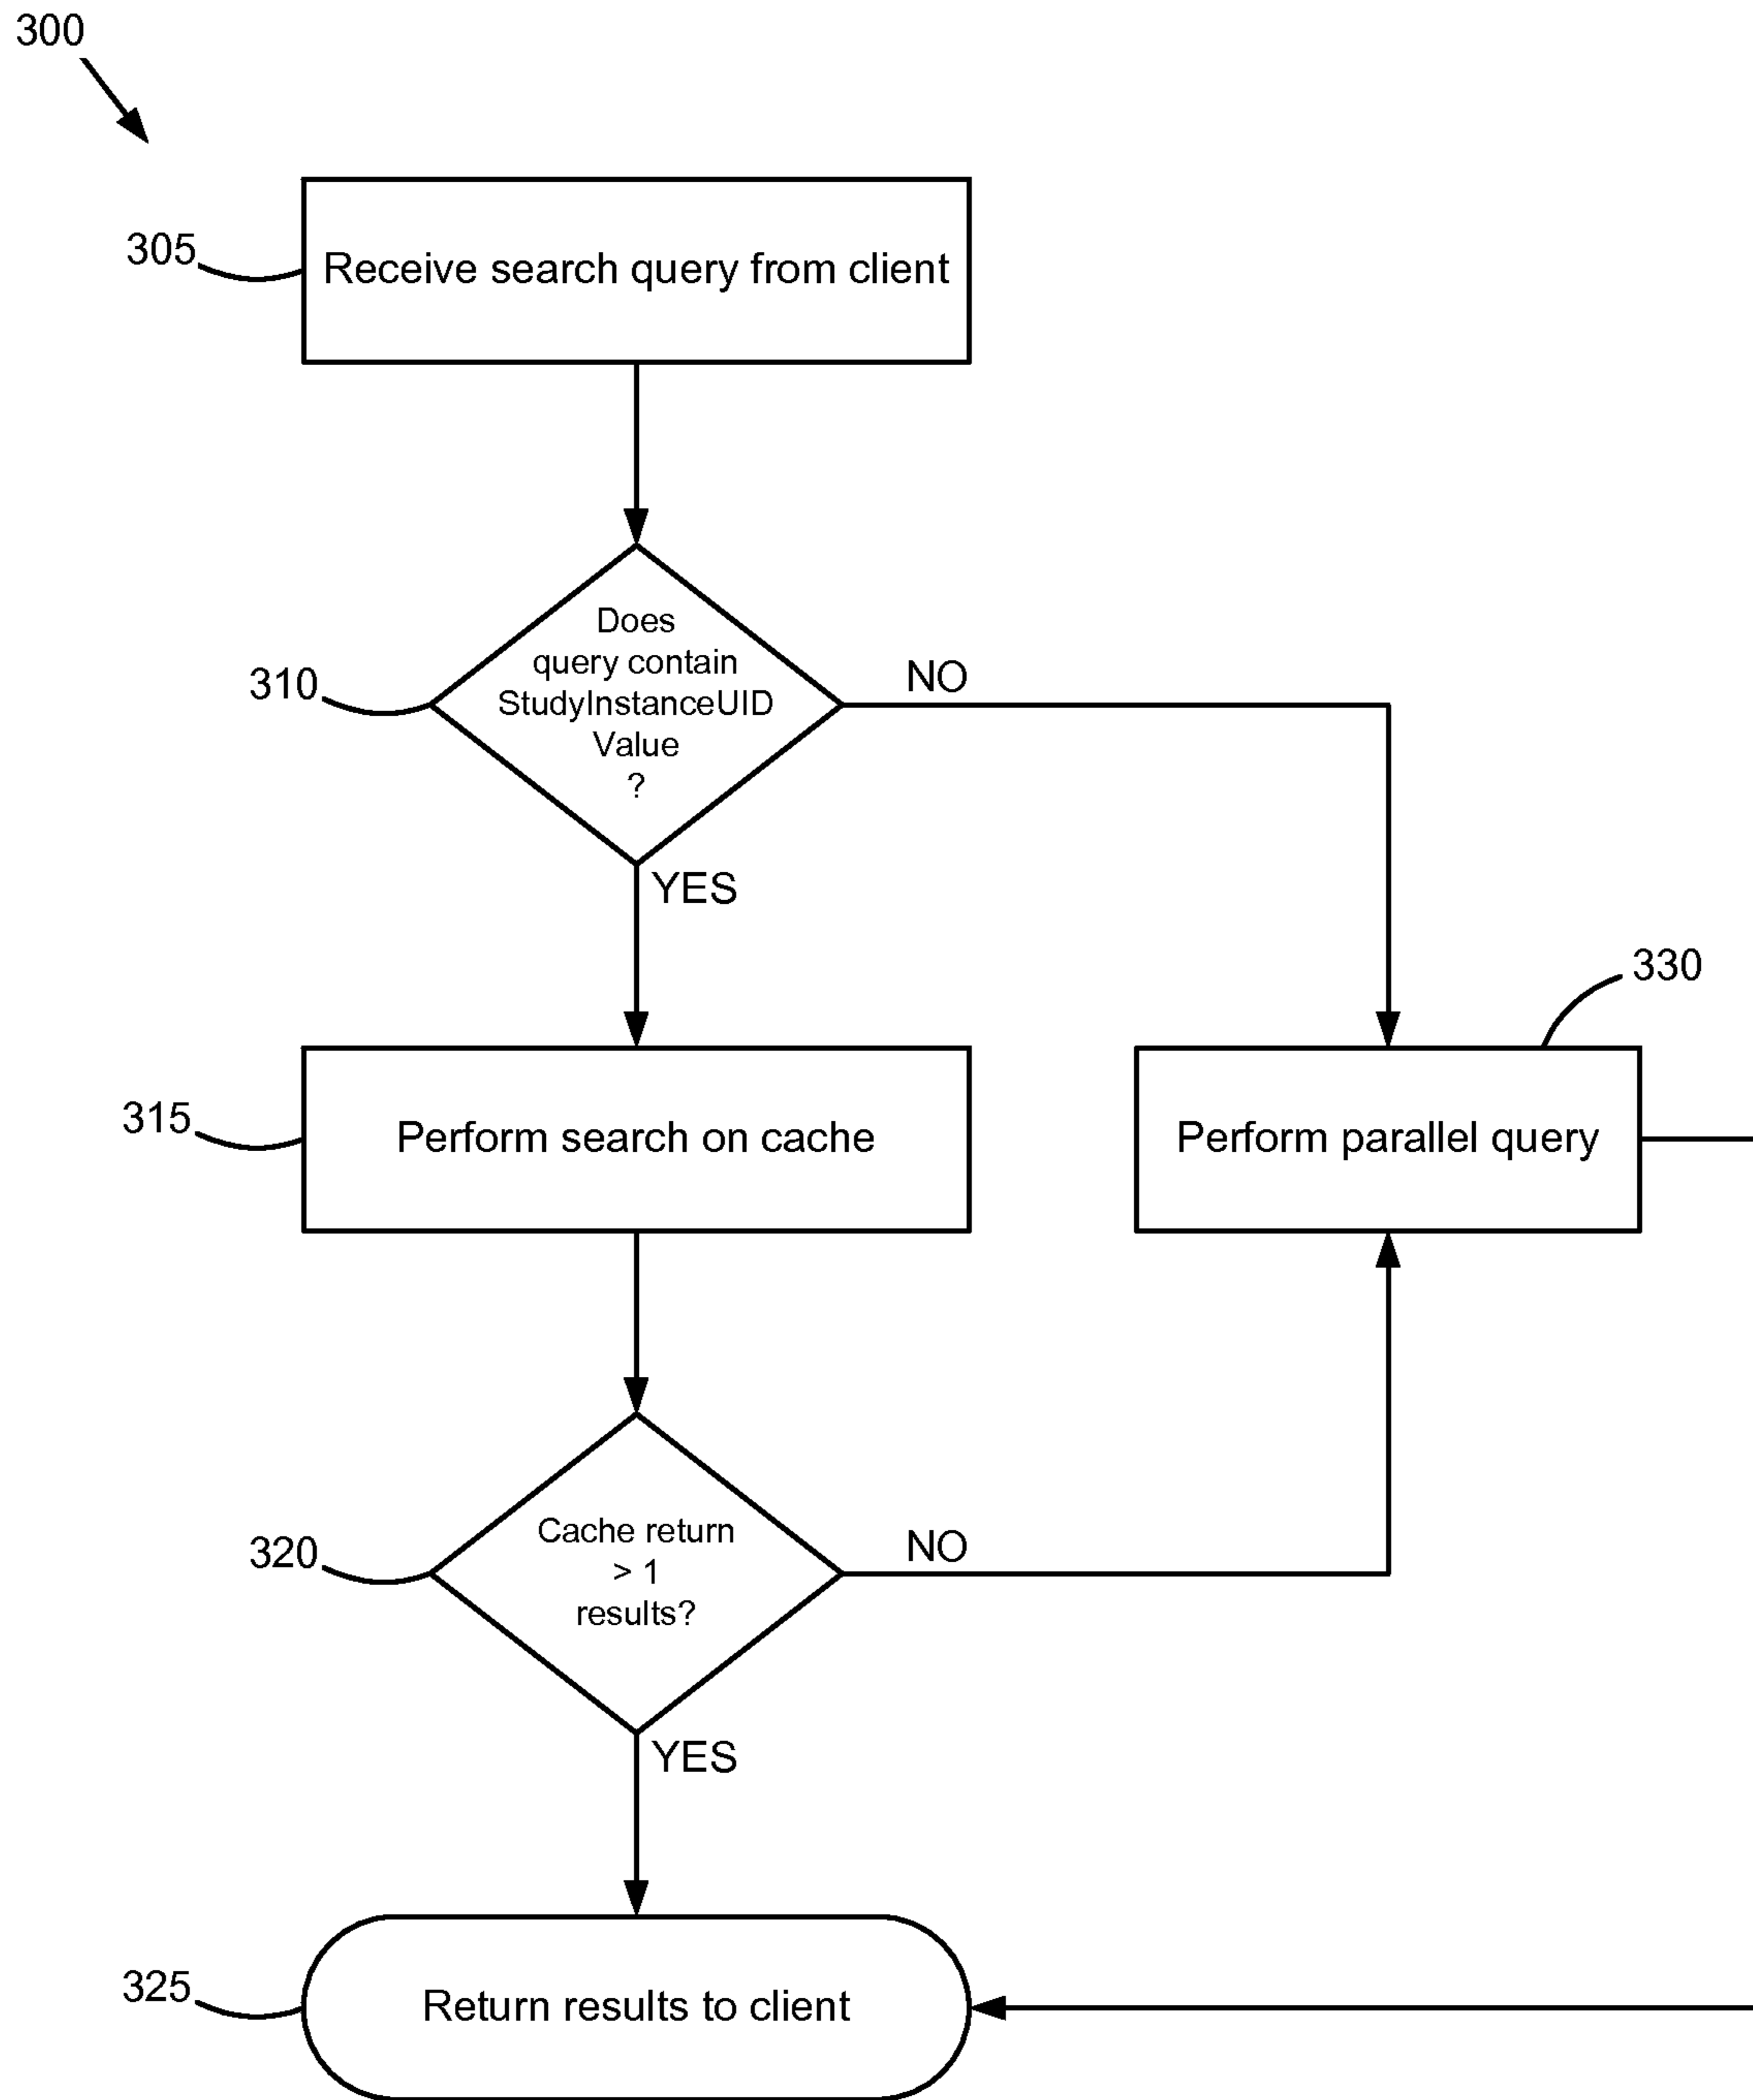 300
305
Receive search query from client
Does
query contain
StudyInstanceUID
Value
?
310
NO
YES
330
315
Perform search on cache
Perform parallel query
Cache return
> 1
results?
320
NO
YES
325
Return results to client